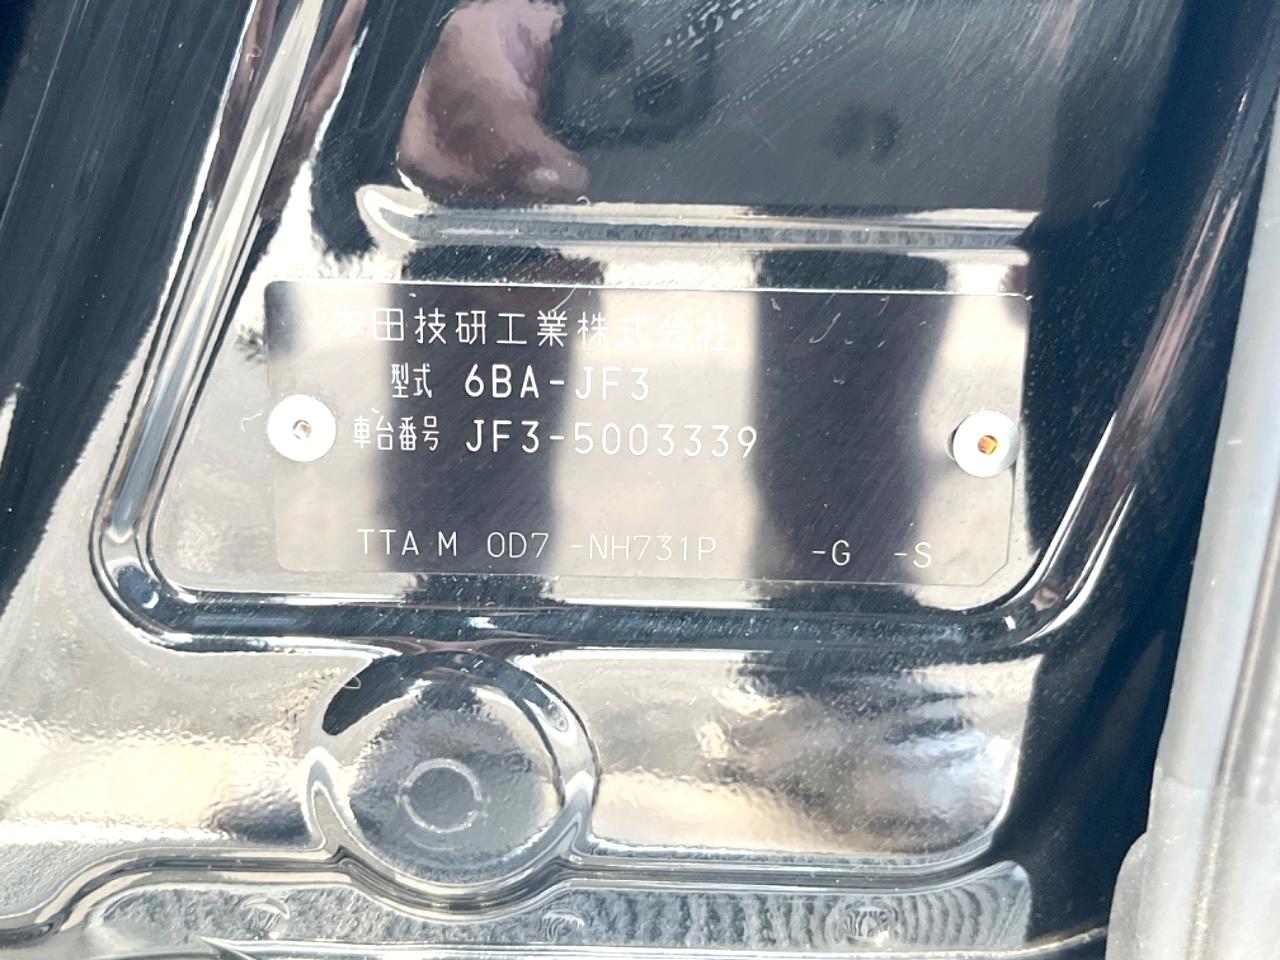 本田技研工業株式会社
型式 6BA-JF3
車台番号 JF3-5003339
TTA M 0D7 -NH731P -G -S